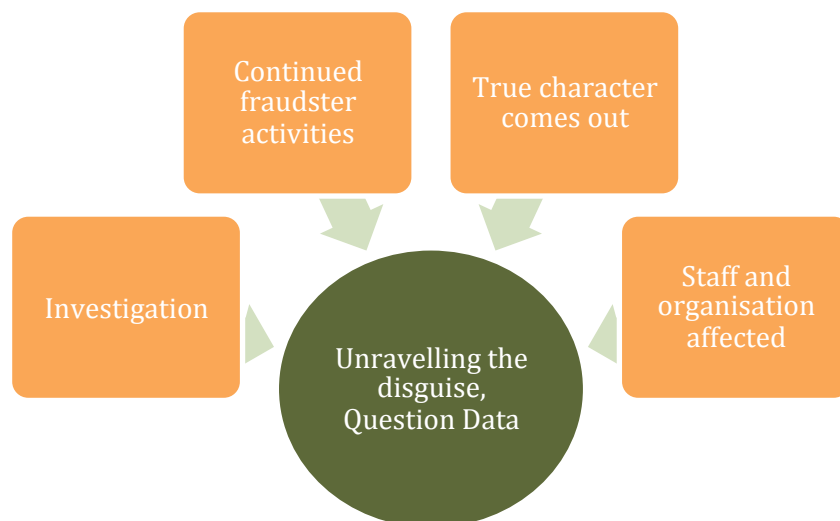 Continued
fraudster
activities
True character
comes out
Investigation
Staff and
organisation
affected
Unravelling the
disguise,
Question Data